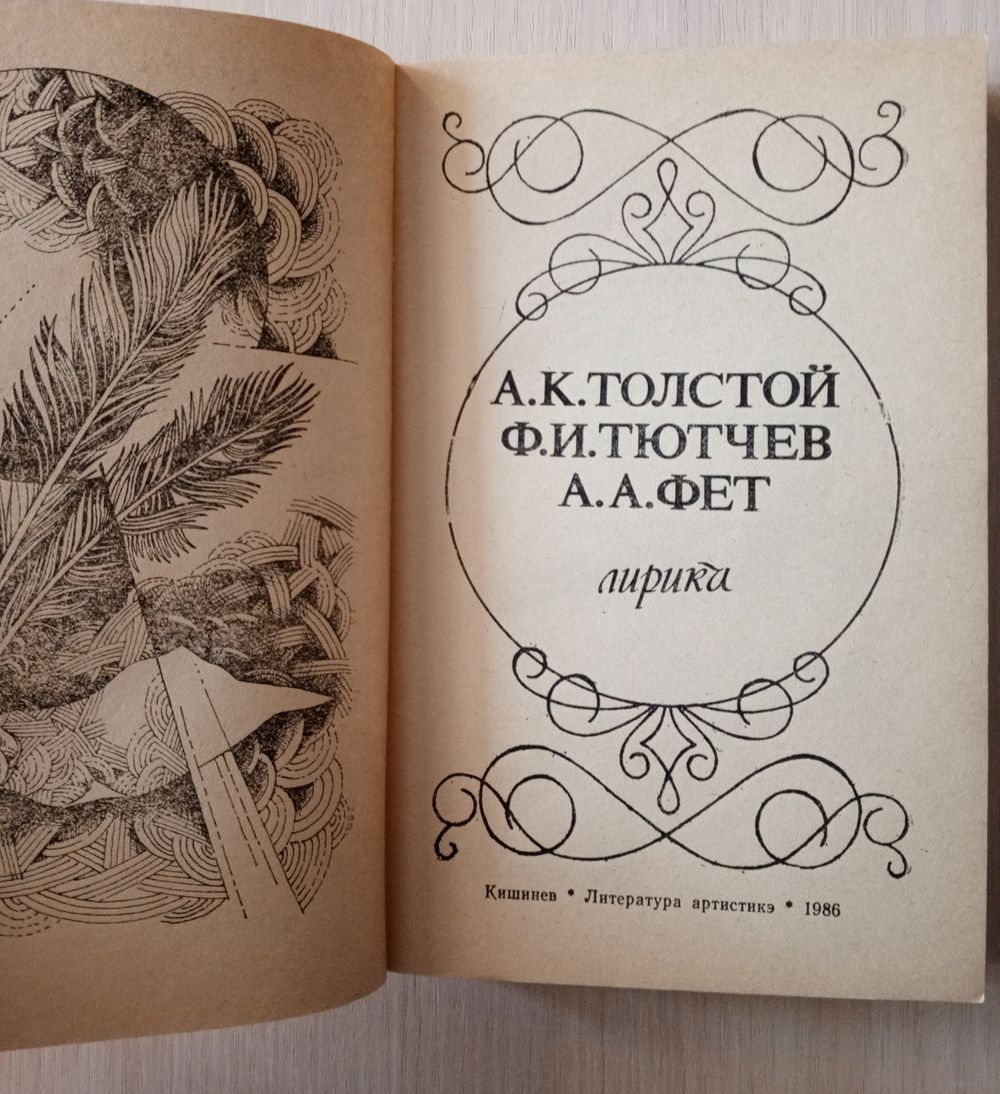 А.К.ТОЛСТОЙ
Ф.И.ТЮТЧЕВ
А.А.ФЕТ
лирика
Кишинев * Литература артистикэ * 1986